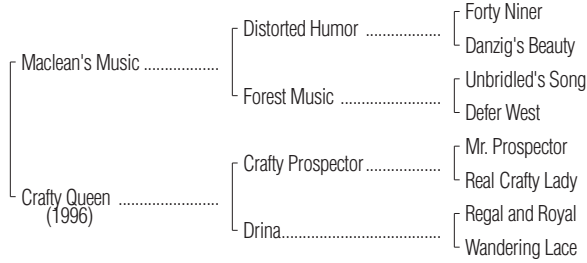 Forty Niner
Distorted Humor ..................
Danzig's Beauty
Maclean's Music ..................
Unbridled's Song
Forest Music ........................
Defer West
Mr. Prospector
Crafty Prospector..................
Real Crafty Lady
Crafty Queen ........................
(1996)
Regal and Royal
Drina......................................
Wandering Lace